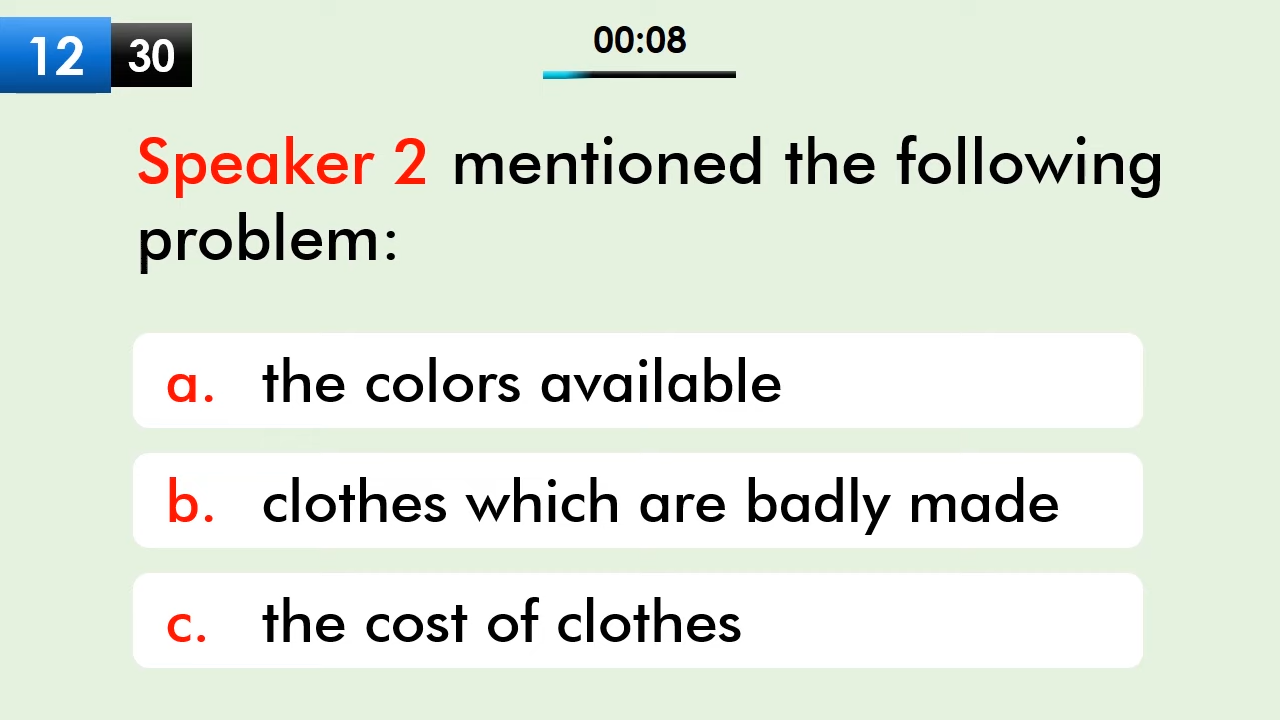 12 30 00:08
Speaker 2 mentioned the following
problem:
a. the colors available
b. clothes which are badly made
c. the cost of clothes